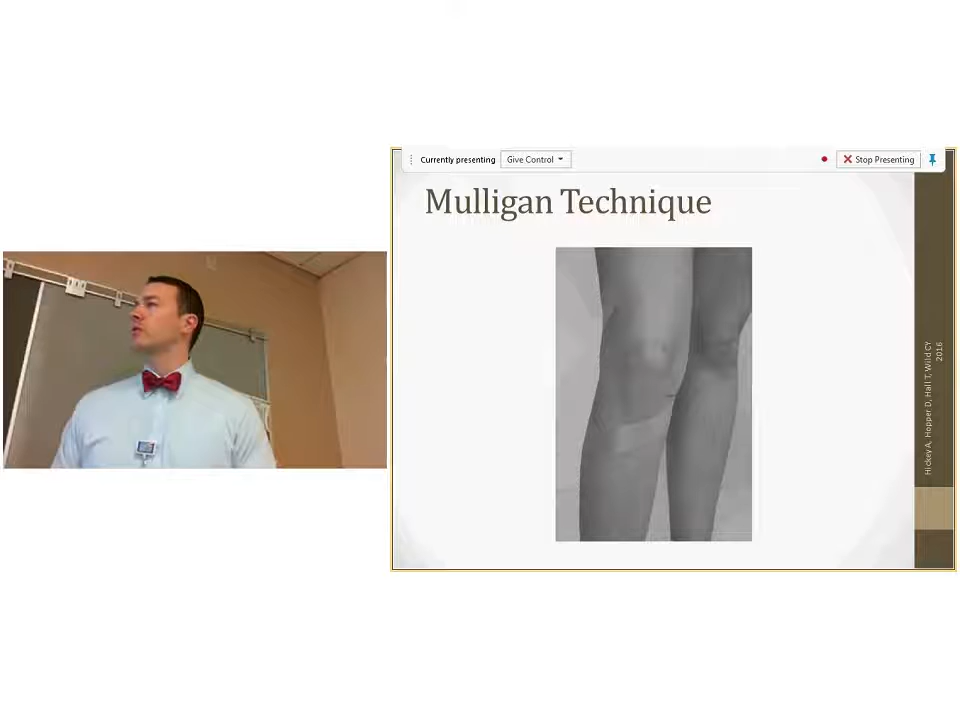 Currently presenting
Give Control
Stop Presenting
Mulligan Technique
Hickey A, Hopper D, Hall T, Wild CY
2016